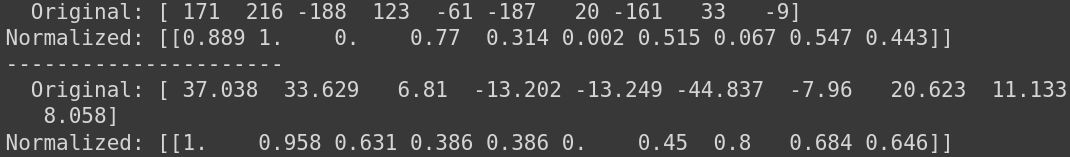 Original: [ 171  216 -188  123  -61 -187   20 -161   33   -9]
Normalized: [[0.889 1.    0.    0.77  0.314 0.002 0.515 0.067 0.547 0.443]]
----------------------
  Original: [ 37.038  33.629   6.81  -13.202 -13.249 -44.837  -7.96   20.623  11.133
   8.058]
Normalized: [[1.    0.958 0.631 0.386 0.386 0.    0.45  0.8   0.684 0.646]]